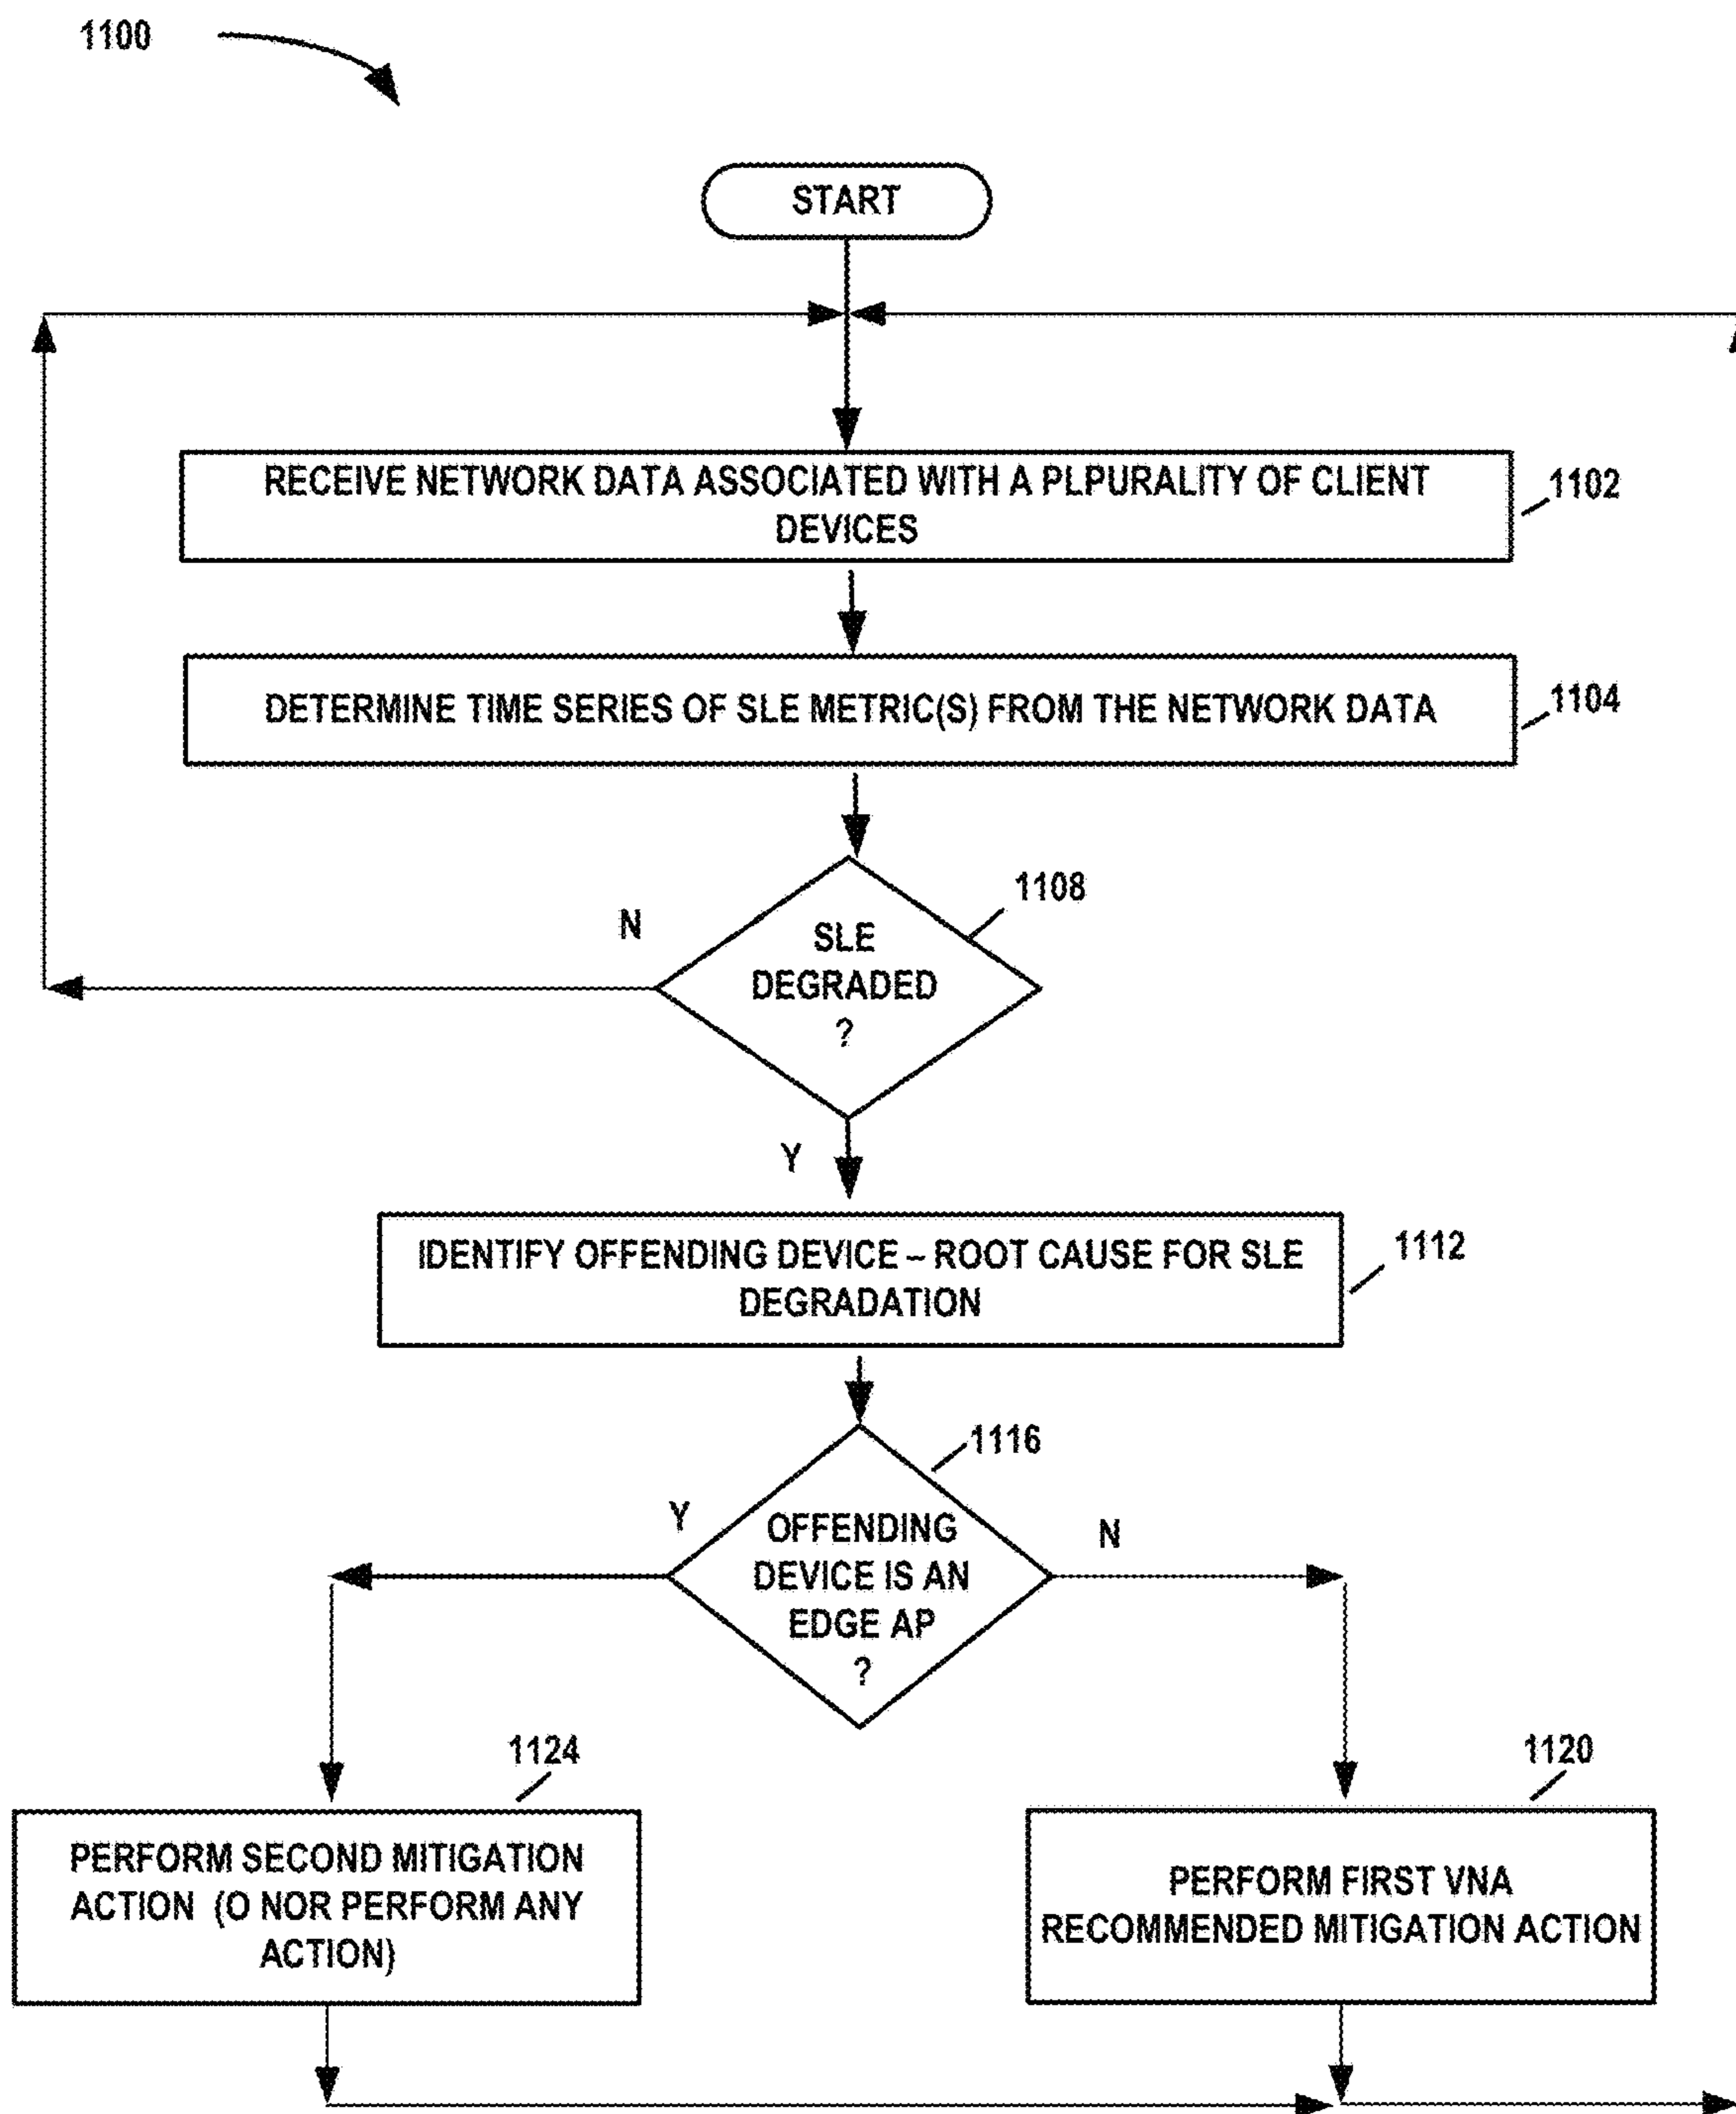 1100
START
RECEIVE NETWORK DATA ASSOCIATED WITH A PLPURALITY OF CLIENT
DEVICES
1102
DETERMINE TIME SERIES OF SLE METRIC(S) FROM THE NETWORK DATA
1104
1108
N
SLE
DEGRADED
?
Y
IDENTIFY OFFENDING DEVICE – ROOT CAUSE FOR SLE
DEGRADATION
1112
1116
Y
OFFENDING
DEVICE IS AN
EDGE AP
?
N
1124
PERFORM SECOND MITIGATION
ACTION (O NOR PERFORM ANY
ACTION)
1120
PERFORM FIRST VNA
RECOMMENDED MITIGATION ACTION